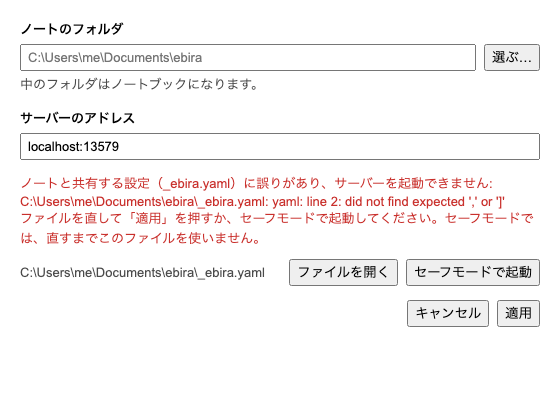 ノートのフォルダ
C:\Users\me\Documents\ebira
選ぶ…
中のフォルダはノートブックになります。
サーバーのアドレス
localhost:13579
ノートと共有する設定（_ebira.yaml）に誤りがあり、サーバーを起動できません:
C:\Users\me\Documents\ebira\_ebira.yaml: yaml: line 2: did not find expected ',' or ']'
ファイルを直して「適用」を押すか、セーフモードで起動してください。セーフモードで
は、直すまでこのファイルを使いません。
C:\Users\me\Documents\ebira\_ebira.yaml
ファイルを開く
セーフモードで起動
キャンセル
適用